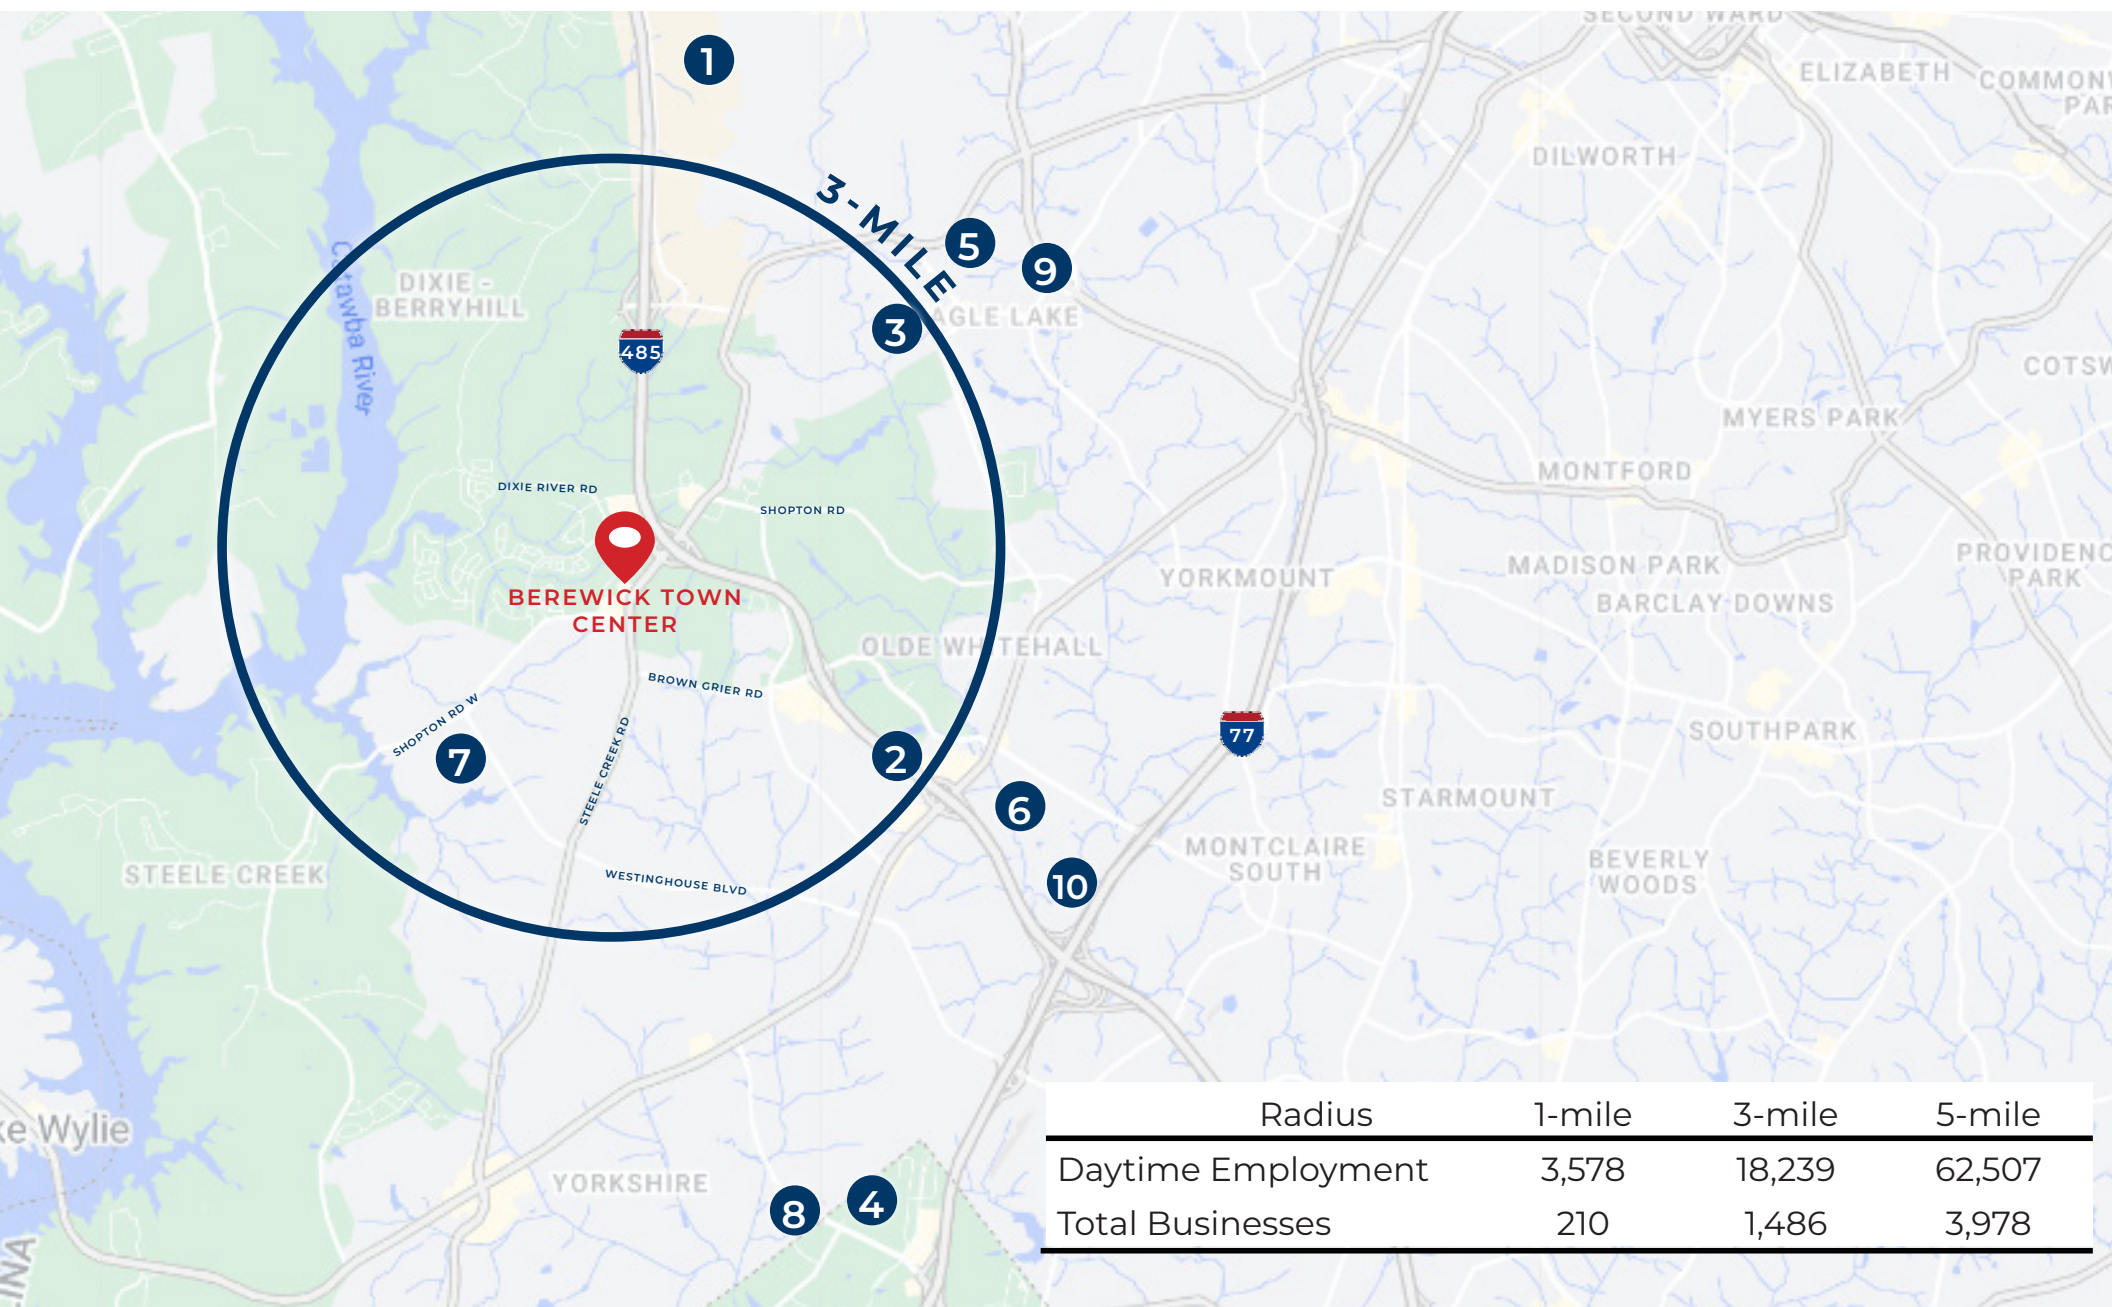 SECOND WARD
1
ELIZABETH
COMMON
PAR
DILWORTH
3-MILE
5
9
Catawba River
DIXIE -
BERRYHILL
3
AGLE LAKE
485
COTSW
MYERS PARK
MONTFORD
DIXIE RIVER RD
SHOPTON RD
PROVIDENC
PARK
MADISON PARK
YORKMOUNT
BARCLAY DOWNS
BEREWICK TOWN
CENTER
OLDE WHITEHALL
BROWN GRIER RD
SHOPTON RD W
STEELE CREEK RD
7
2
77
SOUTHPARK
6
STARMOUNT
MONTCLAIRE
SOUTH
BEVERLY
WOODS
10
STEELE CREEK
WESTINGHOUSE BLVD
ke Wylie
YORKSHIRE
8
4
LINA
Radius 1-mile 3-mile 5-mile
Daytime Employment 3,578 18,239 62,507
Total Businesses 210 1,486 3,978